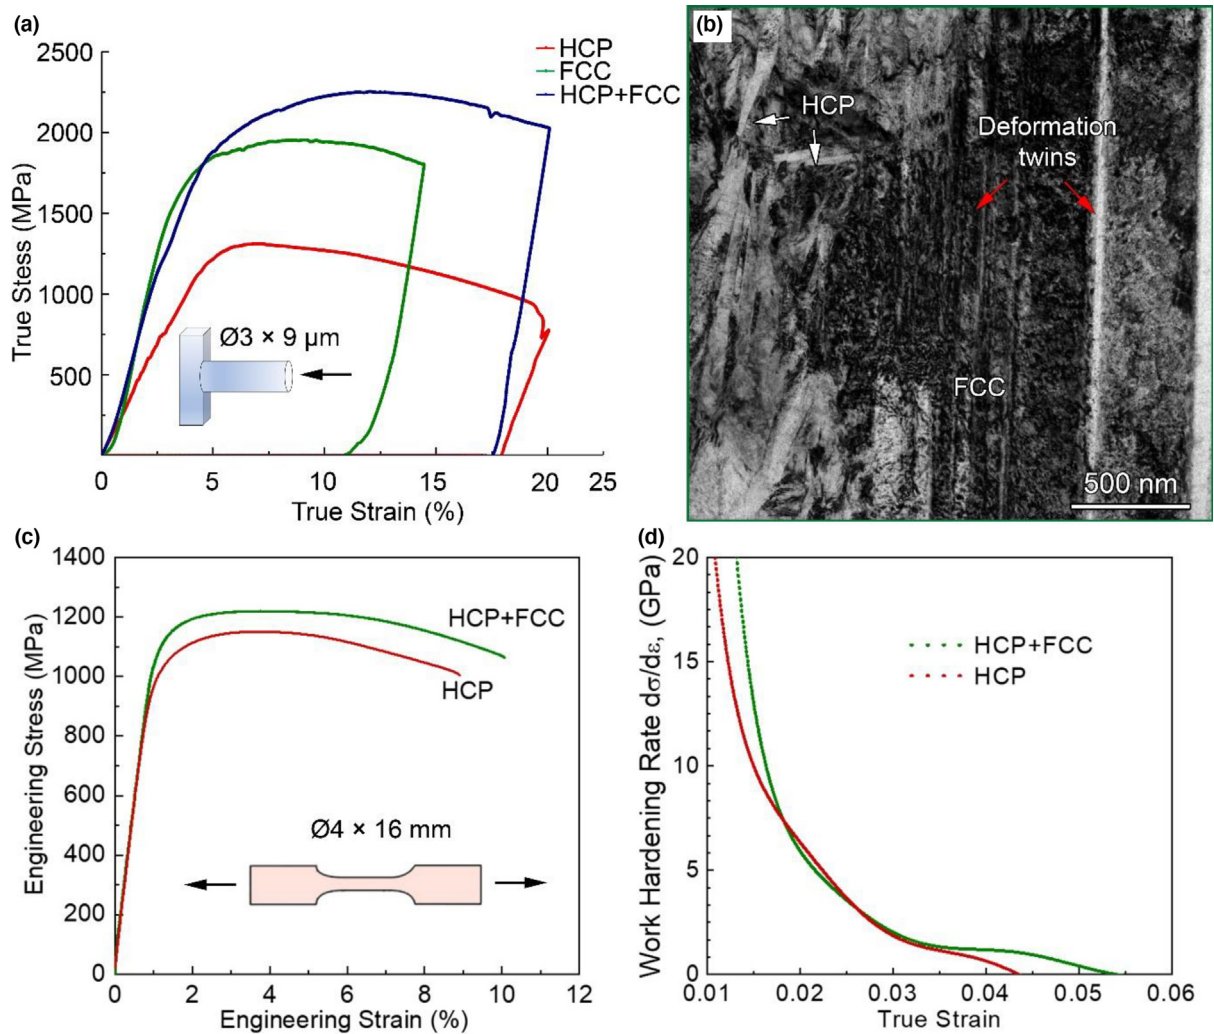 (a)
2500
2000
1500
1000
500
0
5
10
15
20
25
True Stess (MPa)
True Strain (%)
HCP
FCC
HCP+FCC
Ø3 × 9 µm
(b)
HCP
Deformation
twins
FCC
500 nm
(c)
1400
1200
1000
800
600
400
200
0
0
2
4
6
8
10
12
Engineering Stress (MPa)
Engineering Strain (%)
HCP+FCC
HCP
Ø4 × 16 mm
(d)
20
15
10
5
0
0.01
0.02
0.03
0.04
0.05
0.06
Work Hardening Rate dσ/dε, (GPa)
True Strain
HCP+FCC
HCP